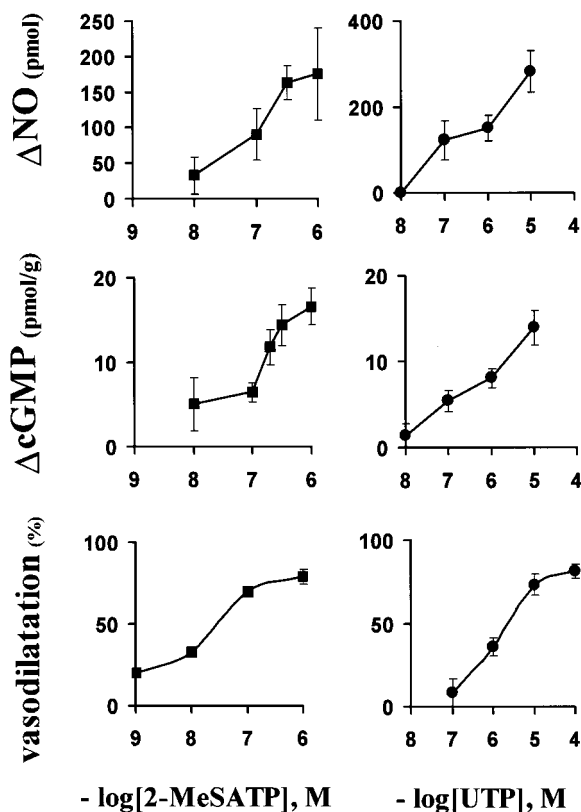 ΔNO (pmol)
250
200
150
100
50
0
9 8 7 6
400
200
0
8 7 6 5 4
ΔcGMP (pmol/g)
20
10
0
9 8 7 6
20
10
0
8 7 6 5 4
vasodilatation (%)
100
50
0
9 8 7 6
100
50
0
8 7 6 5 4
- log[2-MeSATP], M
- log[UTP], M